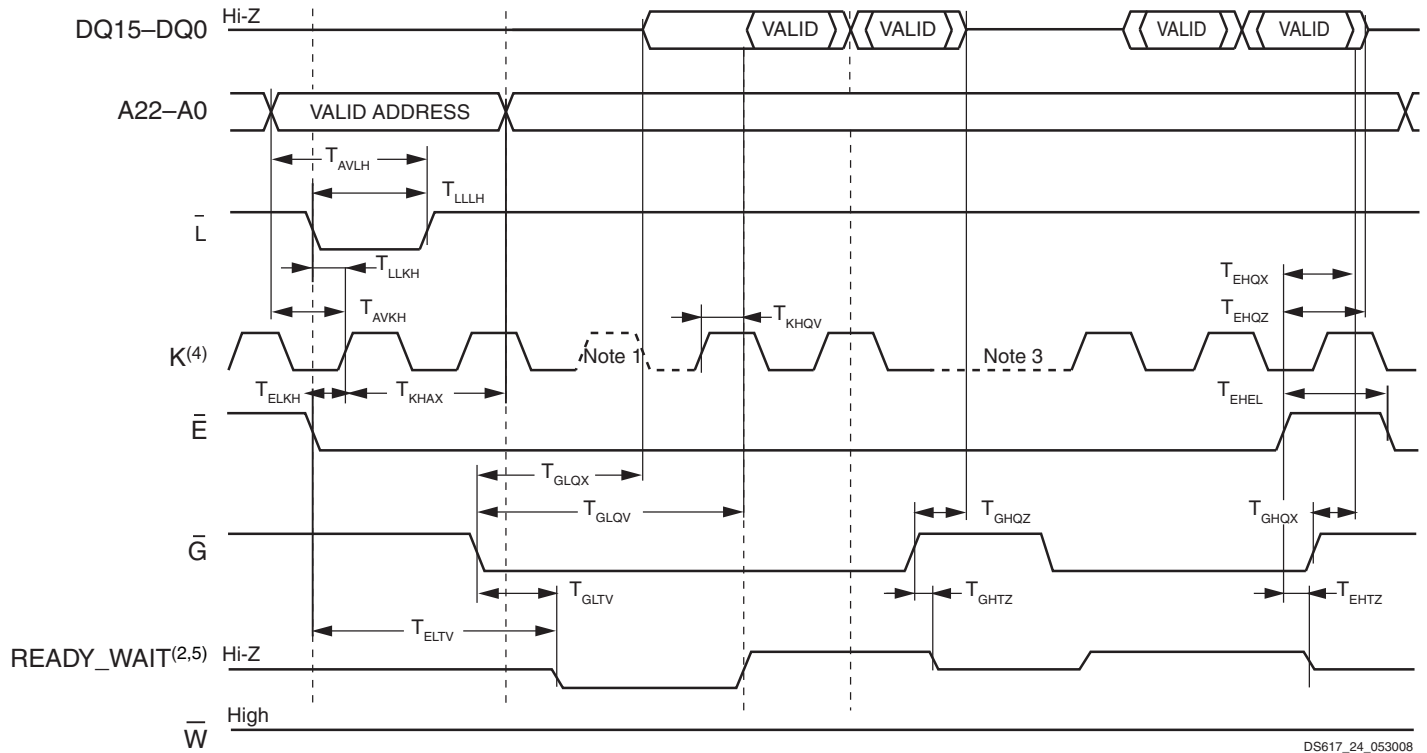 DQ15–DQ0 Hi-Z VALID VALID VALID VALID
A22–A0 VALID ADDRESS
TAVLH
TLLLH
L̄
TLLKH TEHQX
TAVKH TKHQV TEHQZ
K(4) Note 1 Note 3
TELKH TKHAX TEHEL
Ē
TGLQX
TGLQV TGHQZ TGHQX
Ḡ
TGLTV TGHTZ TEHTZ
TELTV
READY_WAIT(2,5) Hi-Z
W̄ High
DS617_24_053008